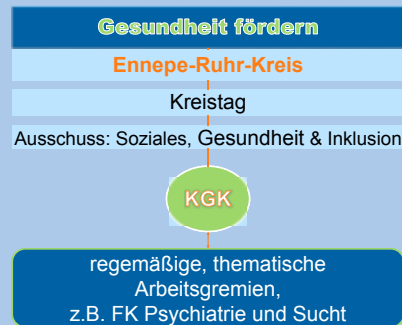 Gesundheit fördern
Ennepe-Ruhr-Kreis
Kreistag
Ausschuss: Soziales, Gesundheit & Inklusion
KGK
regemäßige, thematische
Arbeitsgremien,
z.B. FK Psychiatrie und Sucht